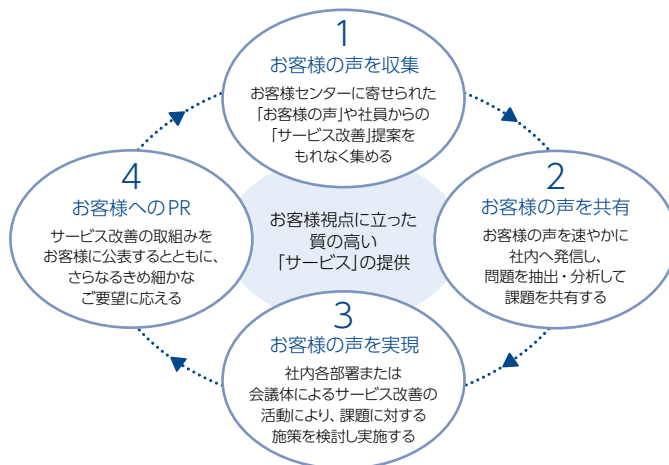 1
お客様の声を収集
お客様センターに寄せられた
「お客様の声」や社員からの
「サービス改善」提案を
もれなく集める
2
お客様の声を共有
お客様の声を速やかに
社内へ発信し、
問題を抽出・分析して
課題を共有する
3
お客様の声を実現
社内各部署または
会議体によるサービス改善の
活動により、課題に対する
施策を検討し実施する
4
お客様へのPR
サービス改善の取組みを
お客様に公表するとともに、
さらなるきめ細かな
ご要望に応える
お客様視点に立った
質の高い
「サービス」の提供